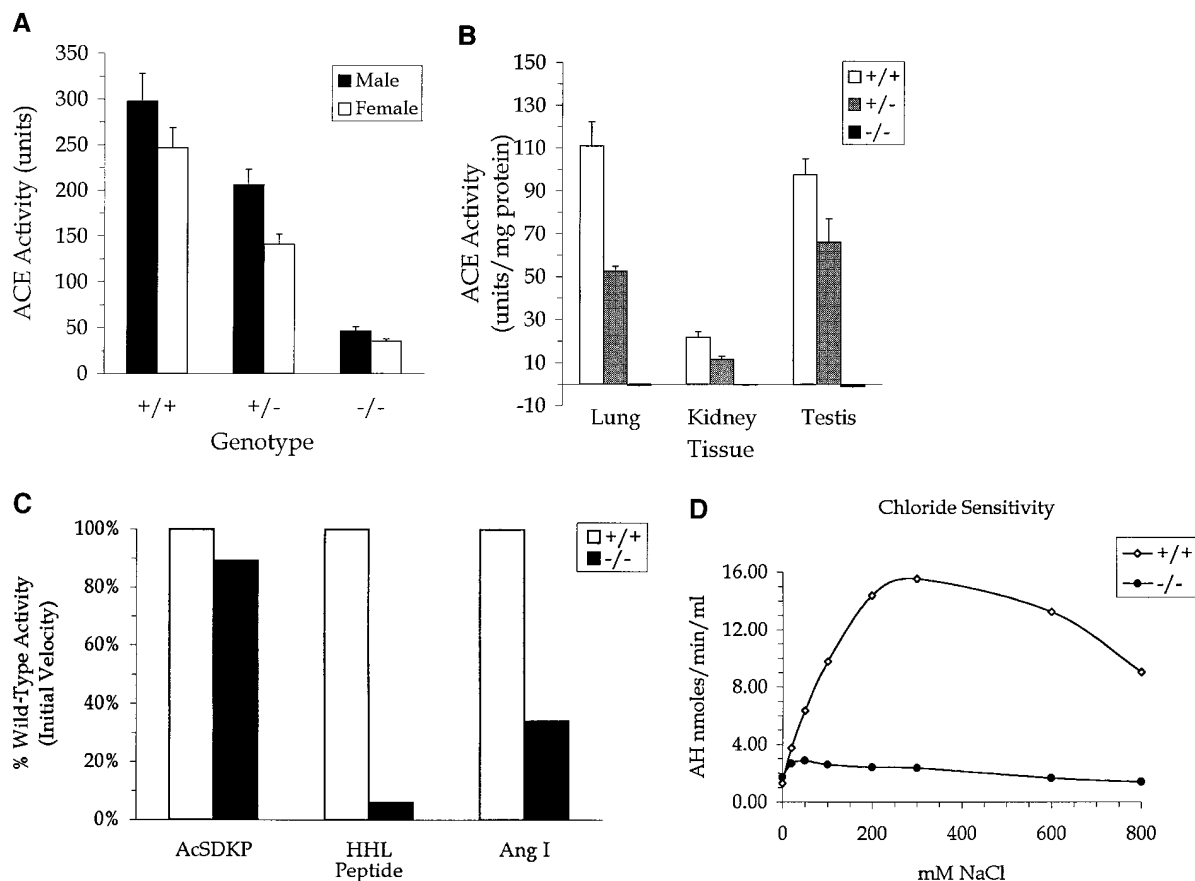 A
ACE Activity (units)
350
300
250
200
150
100
50
0
Male
Female
+/+
+/-
-/-
Genotype
B
ACE Activity
(units/mg protein)
150
130
110
90
70
50
30
10
-10
+/+
+/-
-/-
Lung
Kidney
Testis
Tissue
C
% Wild-Type Activity
(Initial Velocity)
100%
80%
60%
40%
20%
0%
+/+
-/-
AcSDKP
HHL
Ang I
Peptide
D
Chloride Sensitivity
+/+
-/-
AH nmoles/min/ml
16.00
12.00
8.00
4.00
0.00
0
200
400
600
800
mM NaCl